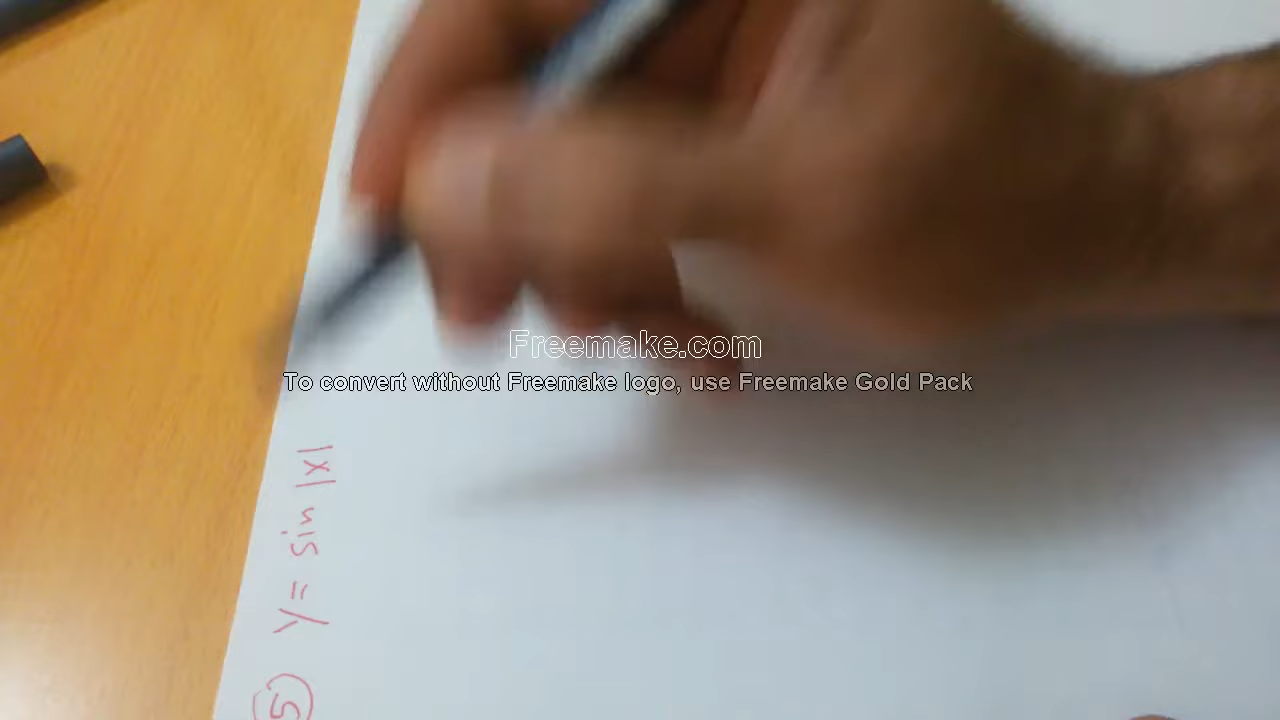 ⑤ y = sin |x|
Freemake.com
To convert without Freemake logo, use Freemake Gold Pack